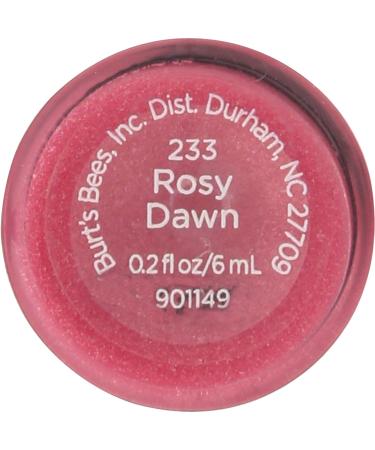 Burt's Bees, Inc. Dist. Durham, NC 27709
233
Rosy
Dawn
0.2 fl oz/6 mL
901149